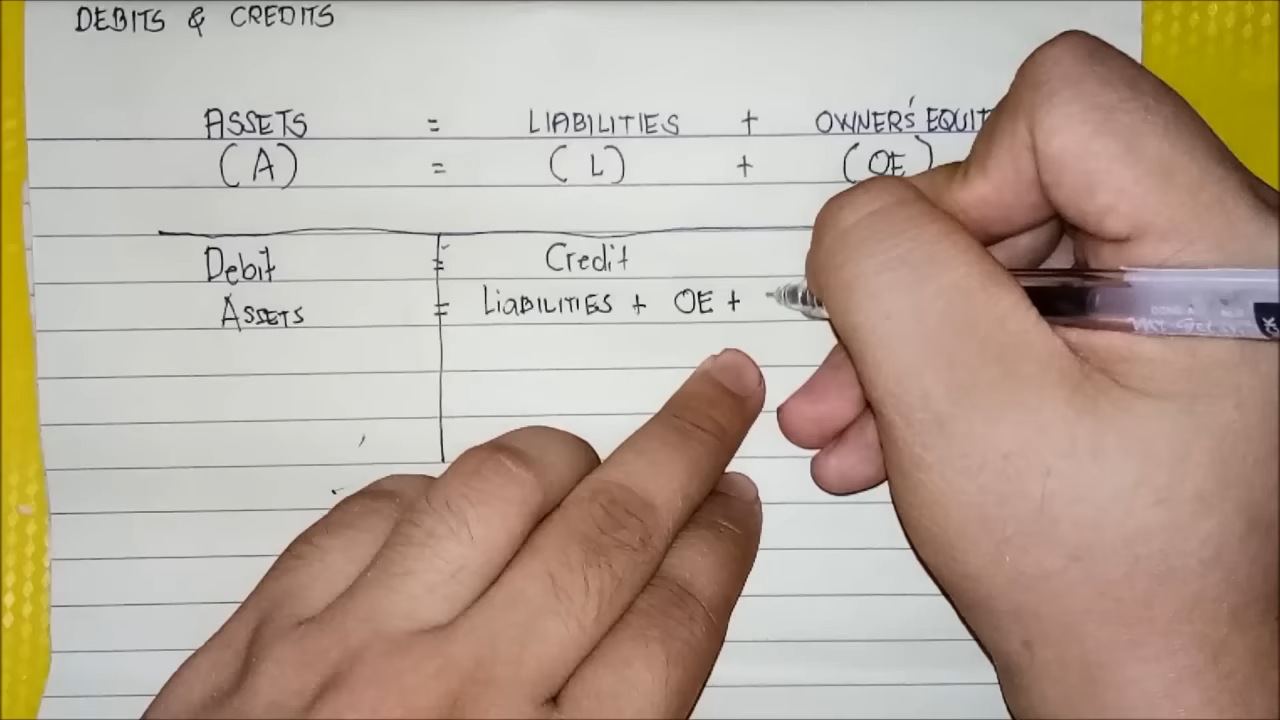 DEBITS & CREDITS
ASSETS = LIABILITIES + OWNER'S EQUIT
(A) = (L) + (OE)
Debit = Credit
ASSETS = LIABILITIES + OE +